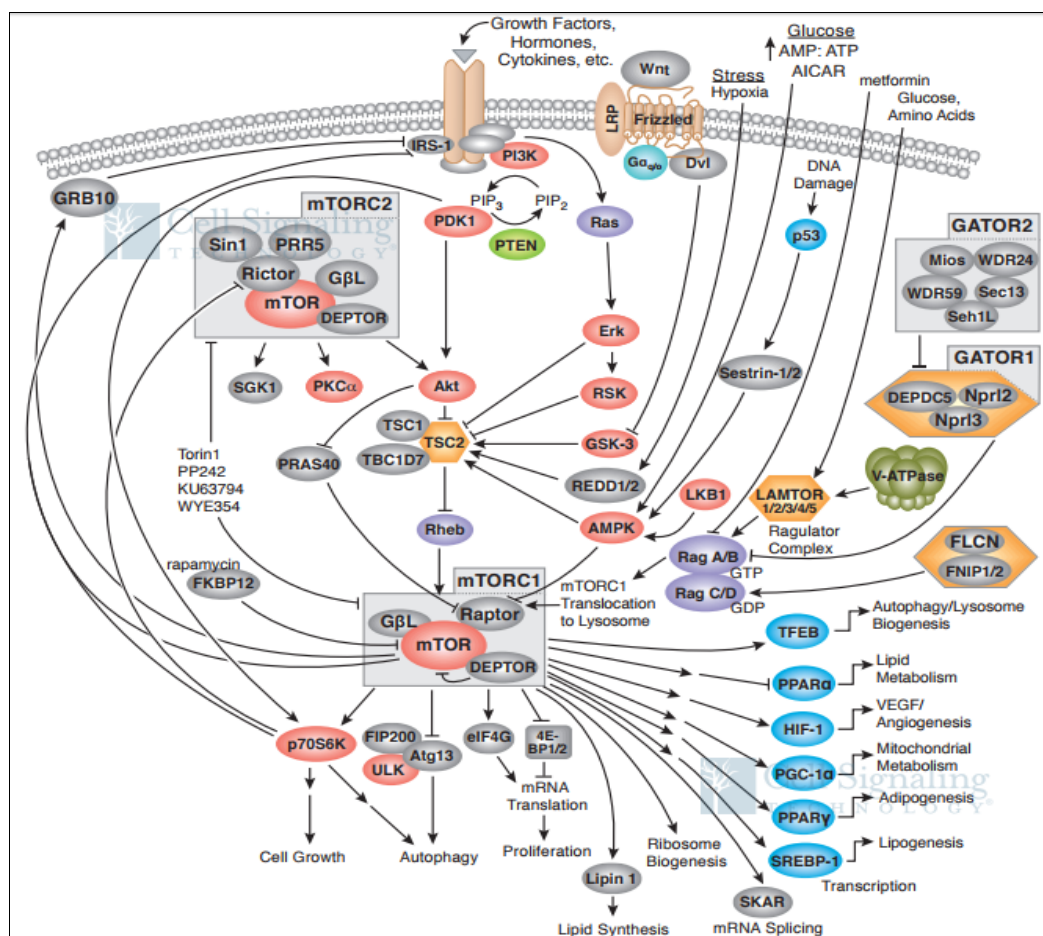 Growth Factors,
Hormones,
Cytokines, etc.
Glucose
AMP: ATP
AICAR
Wnt
Stress
Hypoxia
metformin
Glucose,
Amino Acids
LRP
Frizzled
IRS-1
PI3K
Gαq/o
Dvl
GRB10
DNA
Damage
PIP3
PIP2
mTORC2
PDK1
PTEN
Ras
p53
GATOR2
Cell Signaling
TECHNOLOGY®
Sin1
PRR5
Rictor
GβL
mTOR
DEPTOR
Mios
WDR24
WDR59
Sec13
Seh1L
Erk
GATOR1
SGK1
PKCα
Akt
RSK
Sestrin-1/2
DEPDC5
Nprl2
Nprl3
TSC1
TSC2
TBC1D7
GSK-3
PRAS40
REDD1/2
V-ATPase
Torin1
PP242
KU63794
WYE354
LKB1
LAMTOR
1/2/3/4/5
Rheb
AMPK
Ragulator
Complex
Rag A/B
GTP
FLCN
FNIP1/2
rapamycin
FKBP12
mTORC1
mTORC1
Translocation
to Lysosome
Rag C/D
GDP
GβL
Raptor
mTOR
DEPTOR
TFEB
Autophagy/Lysosome
Biogenesis
PPARα
Lipid
Metabolism
HIF-1
VEGF/
Angiogenesis
p70S6K
FIP200
Atg13
ULK
eIF4G
4E-
BP1/2
PGC-1α
Mitochondrial
Metabolism
Cell Signaling
TECHNOLOGY®
mRNA
Translation
PPARγ
Adipogenesis
Cell Growth
Autophagy
Proliferation
Ribosome
Biogenesis
SREBP-1
Lipogenesis
Transcription
Lipin 1
SKAR
Lipid Synthesis
mRNA Splicing